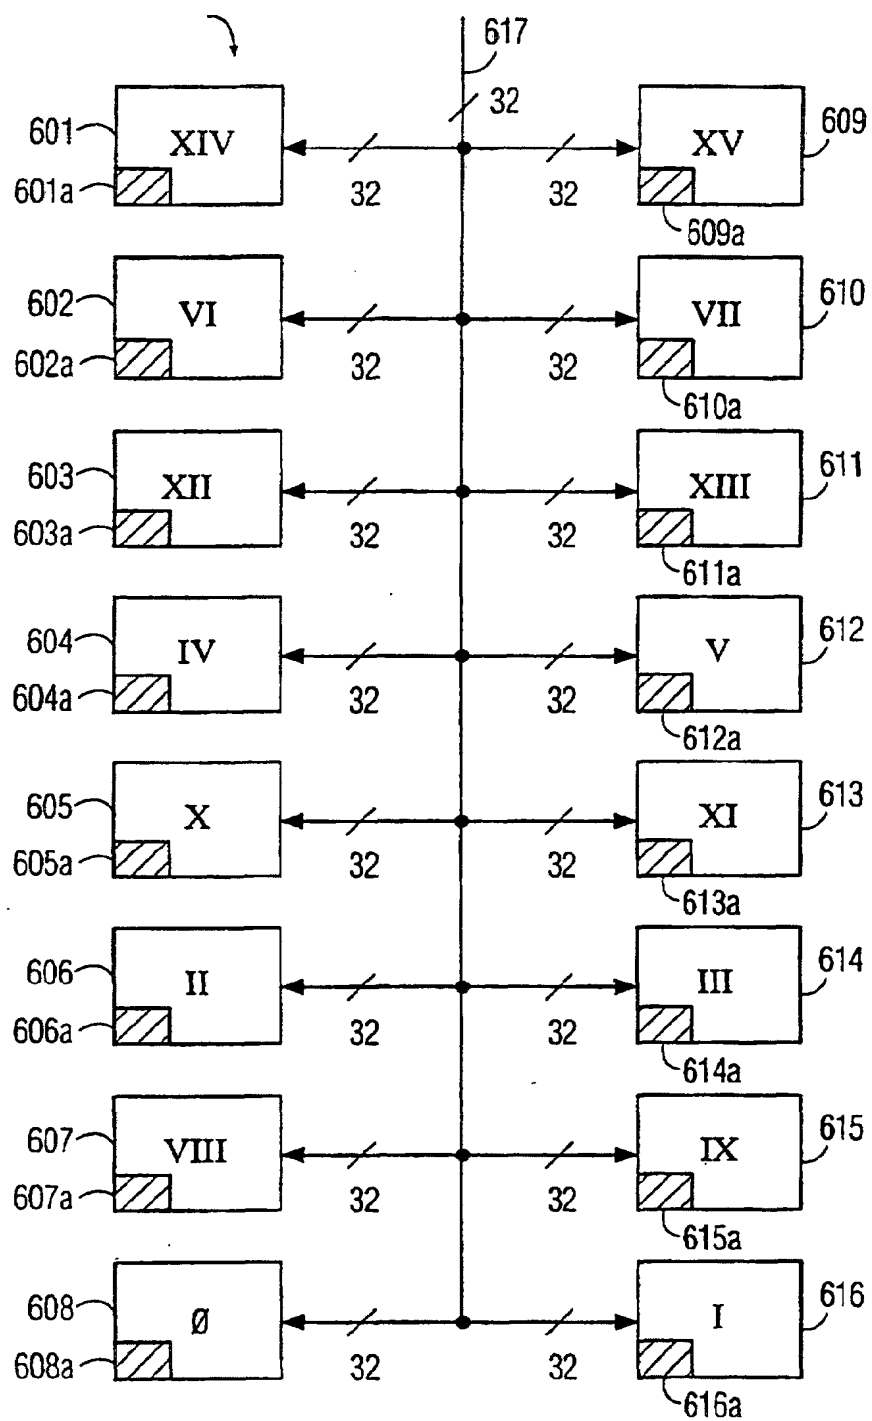 617
32
601 XIV XV 609
601a 32 32
609a
602 VI VII 610
602a 32 32
610a
603 XII XIII 611
603a 32 32
611a
604 IV V 612
604a 32 32
612a
605 X XI 613
605a 32 32
613a
606 II III 614
606a 32 32
614a
607 VIII IX 615
607a 32 32
615a
608 Ø I 616
608a 32 32
616a